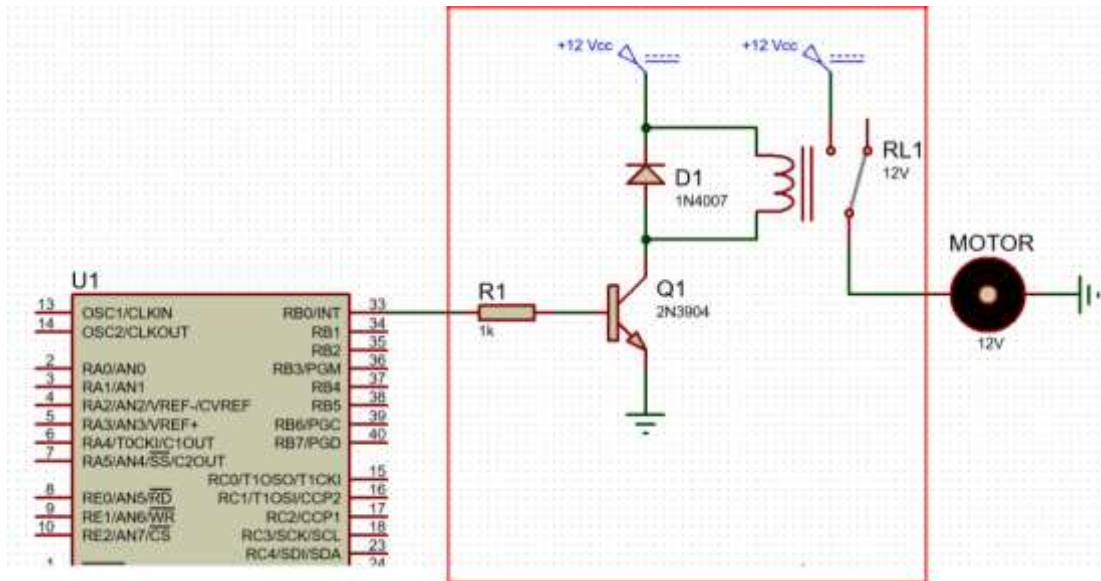 +12 Vcc
+12 Vcc
RL1
12V
D1
1N4007
MOTOR
12V
U1
R1
1k
Q1
2N3904
13 OSC1/CLKIN RB0/INT 33
14 OSC2/CLKOUT RB1 34
RB2 35
2 RA0/AN0 RB3/PGM 36
3 RA1/AN1 RB4 37
4 RA2/AN2/VREF-/CVREF RB5 38
5 RA3/AN3/VREF+ RB6/PGC 39
6 RA4/T0CKI/C1OUT RB7/PGD 40
7 RA5/AN4/SS/C2OUT
RC0/T1OSO/T1CKI 15
8 RE0/AN5/RD RC1/T1OSI/CCP2 16
9 RE1/AN6/WR RC2/CCP1 17
10 RE2/AN7/CS RC3/SCK/SCL 18
RC4/SDI/SDA 23